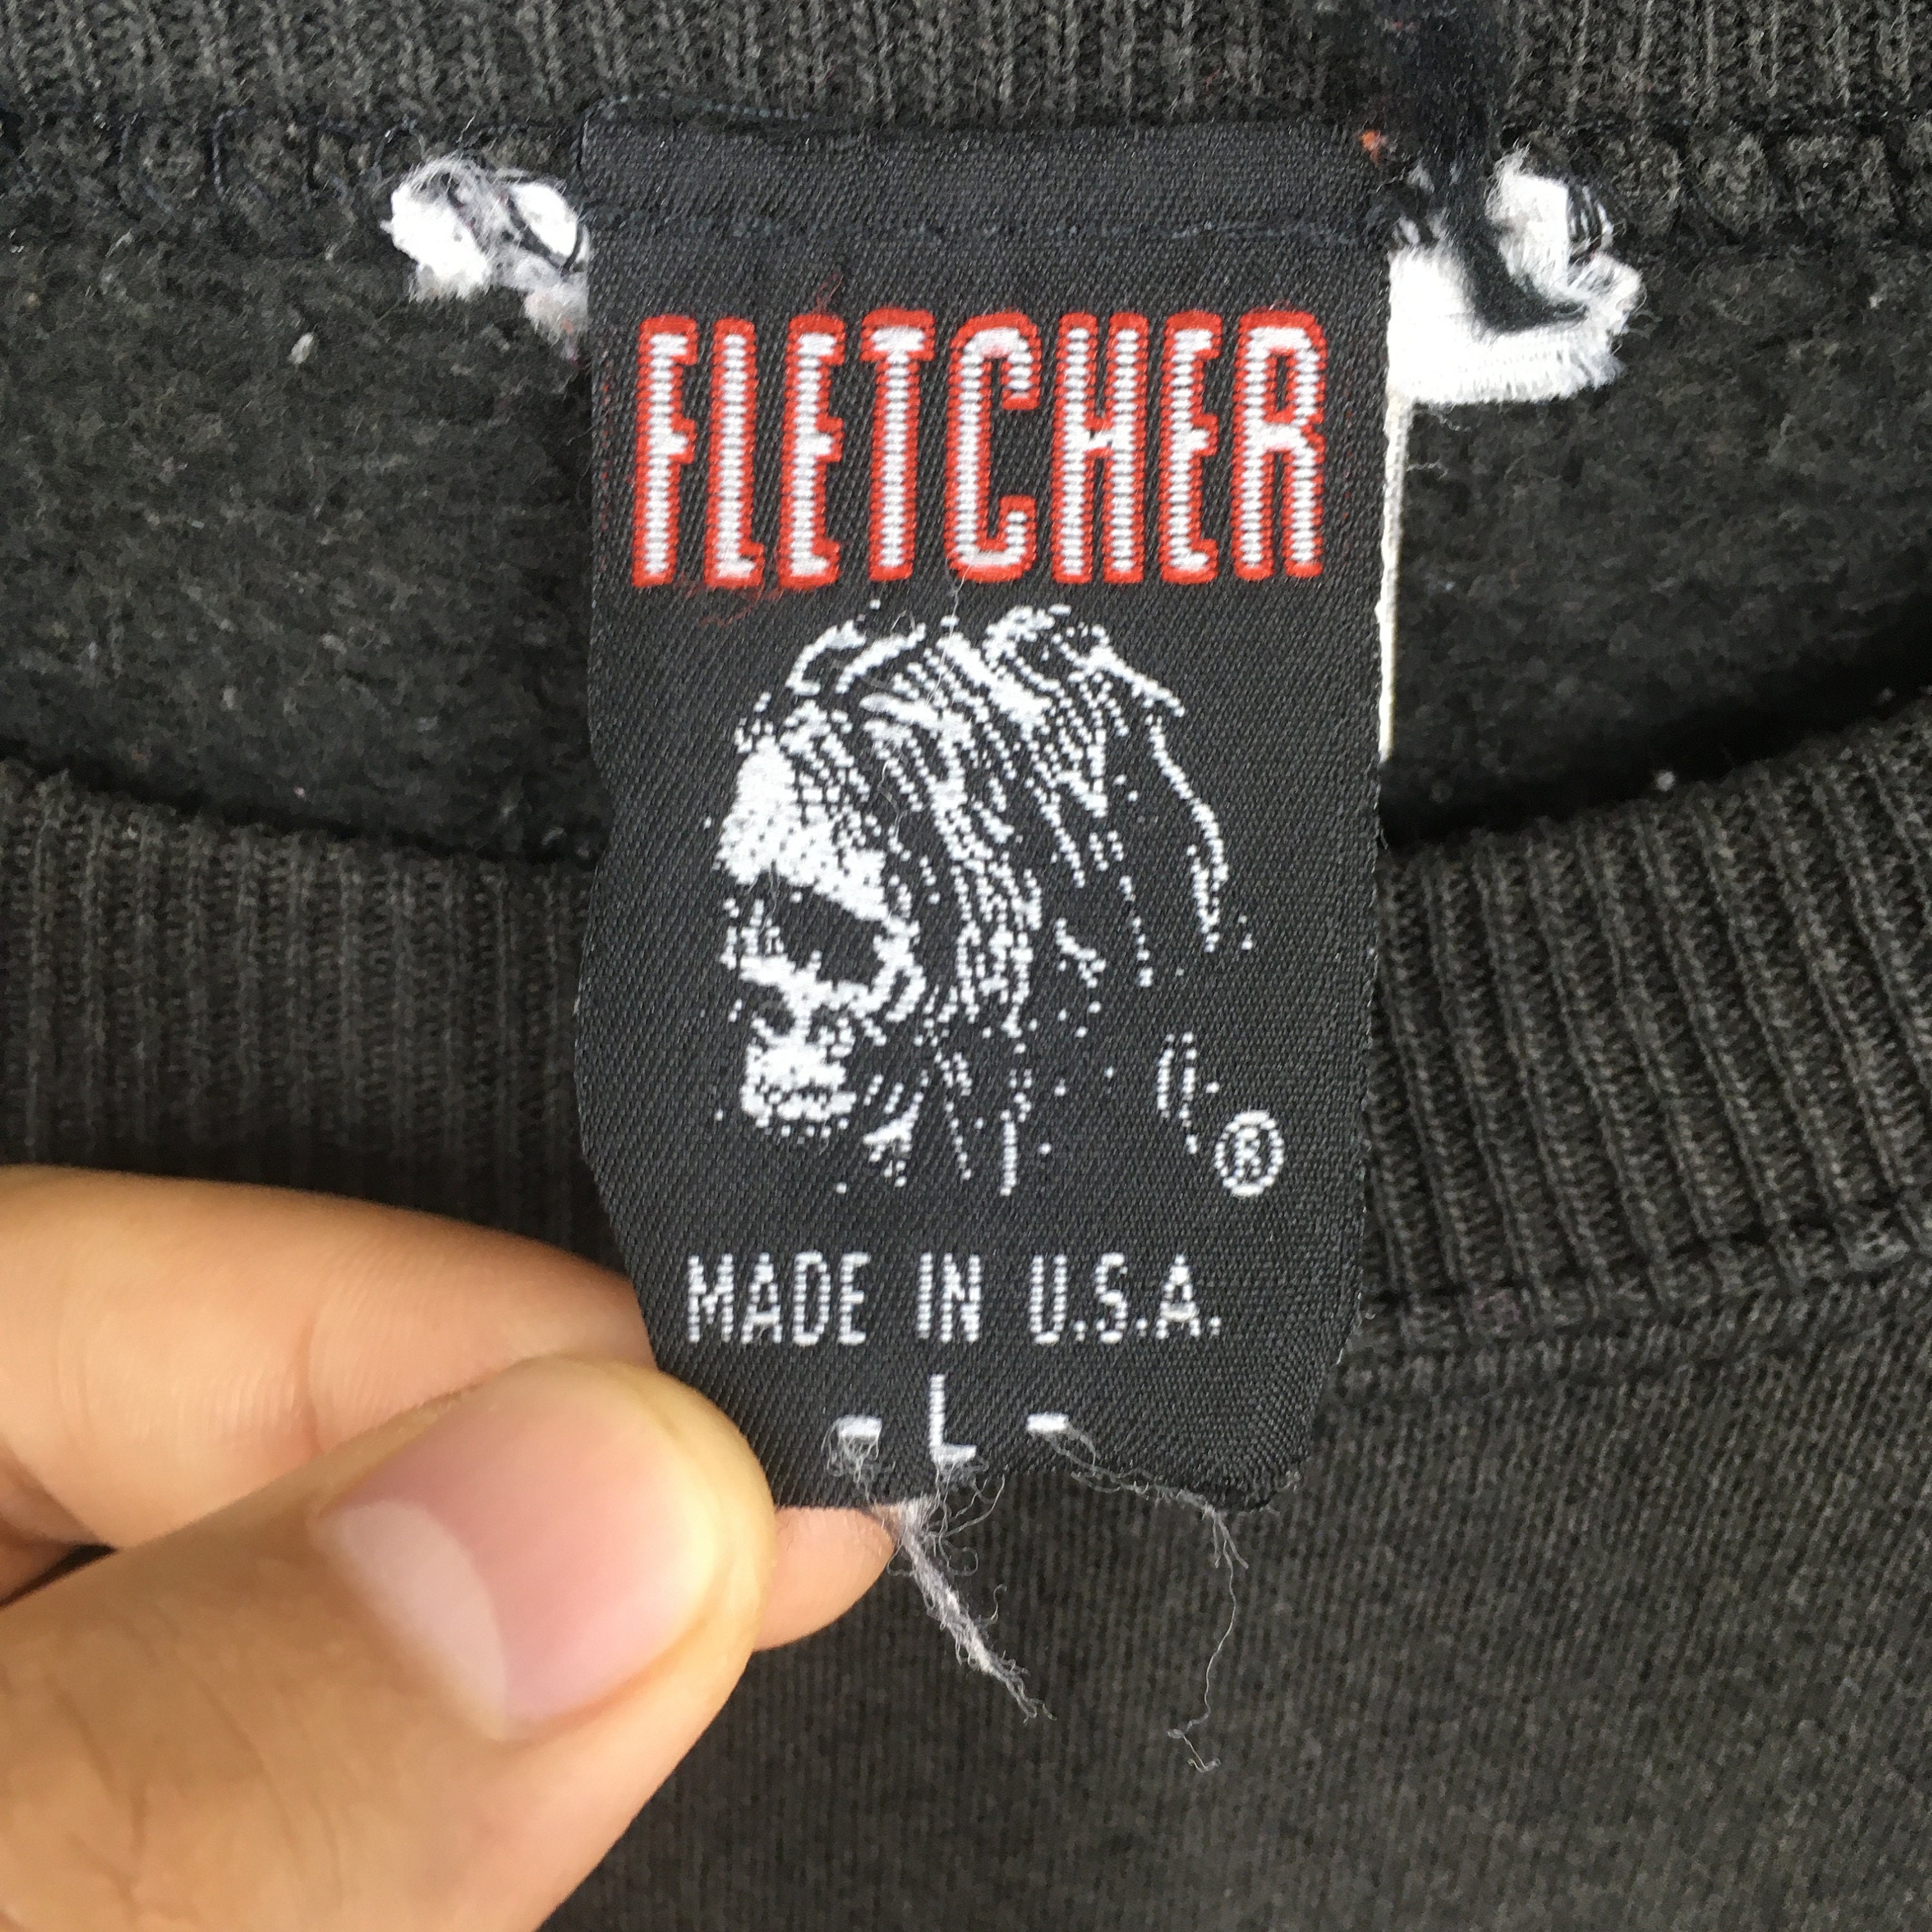 FLETCHER
®
MADE IN U.S.A.
- L -